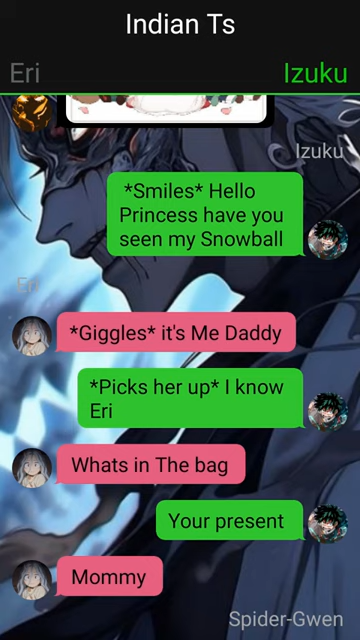 Indian Ts
Eri
Izuku
Izuku
*Smiles* Hello
Princess have you
seen my Snowball
Eri
*Giggles* it's Me Daddy
*Picks her up* I know
Eri
Whats in The bag
Your present
Mommy
Spider-Gwen